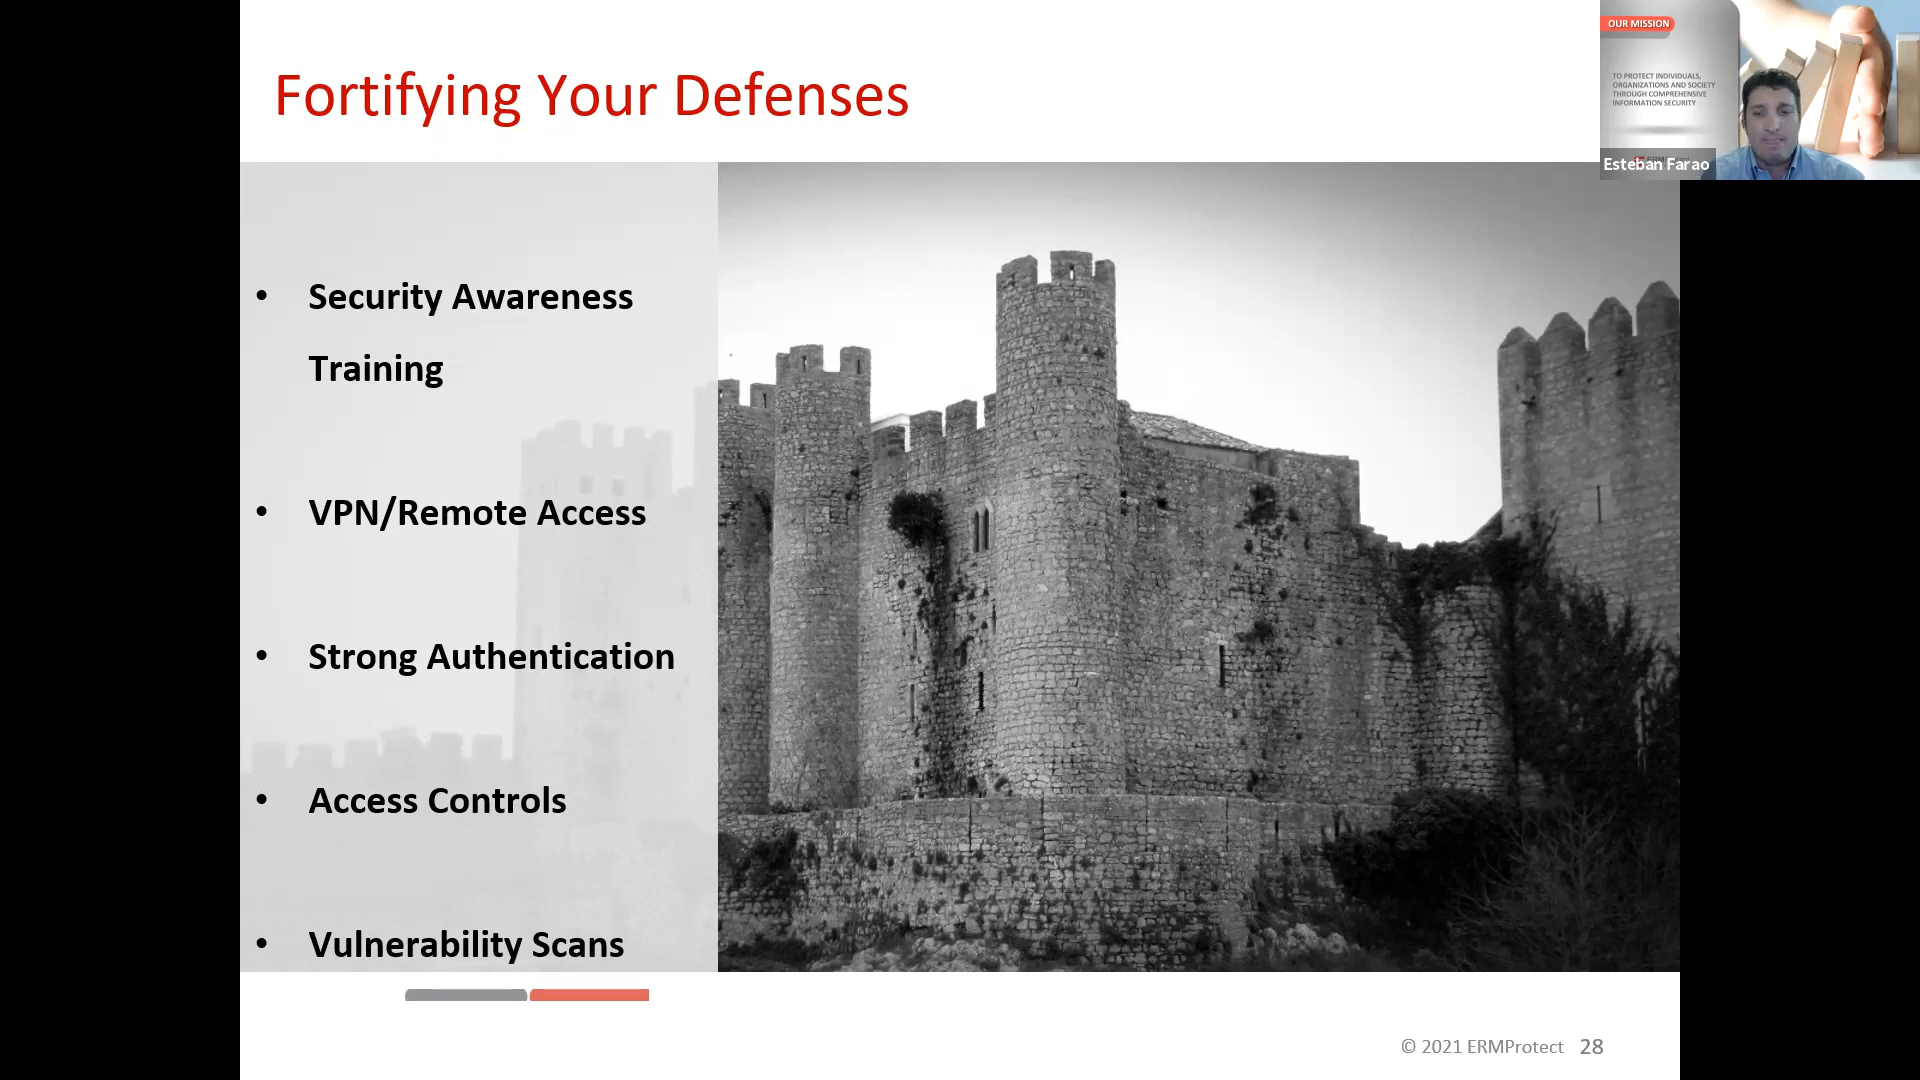 Fortifying Your Defenses
OUR MISSION
TO PROTECT INDIVIDUALS,
ORGANIZATIONS AND SOCIETY
THROUGH COMPREHENSIVE
INFORMATION SECURITY
Esteban Farao
• Security Awareness
Training
• VPN/Remote Access
• Strong Authentication
• Access Controls
• Vulnerability Scans
© 2021 ERMProtect 28